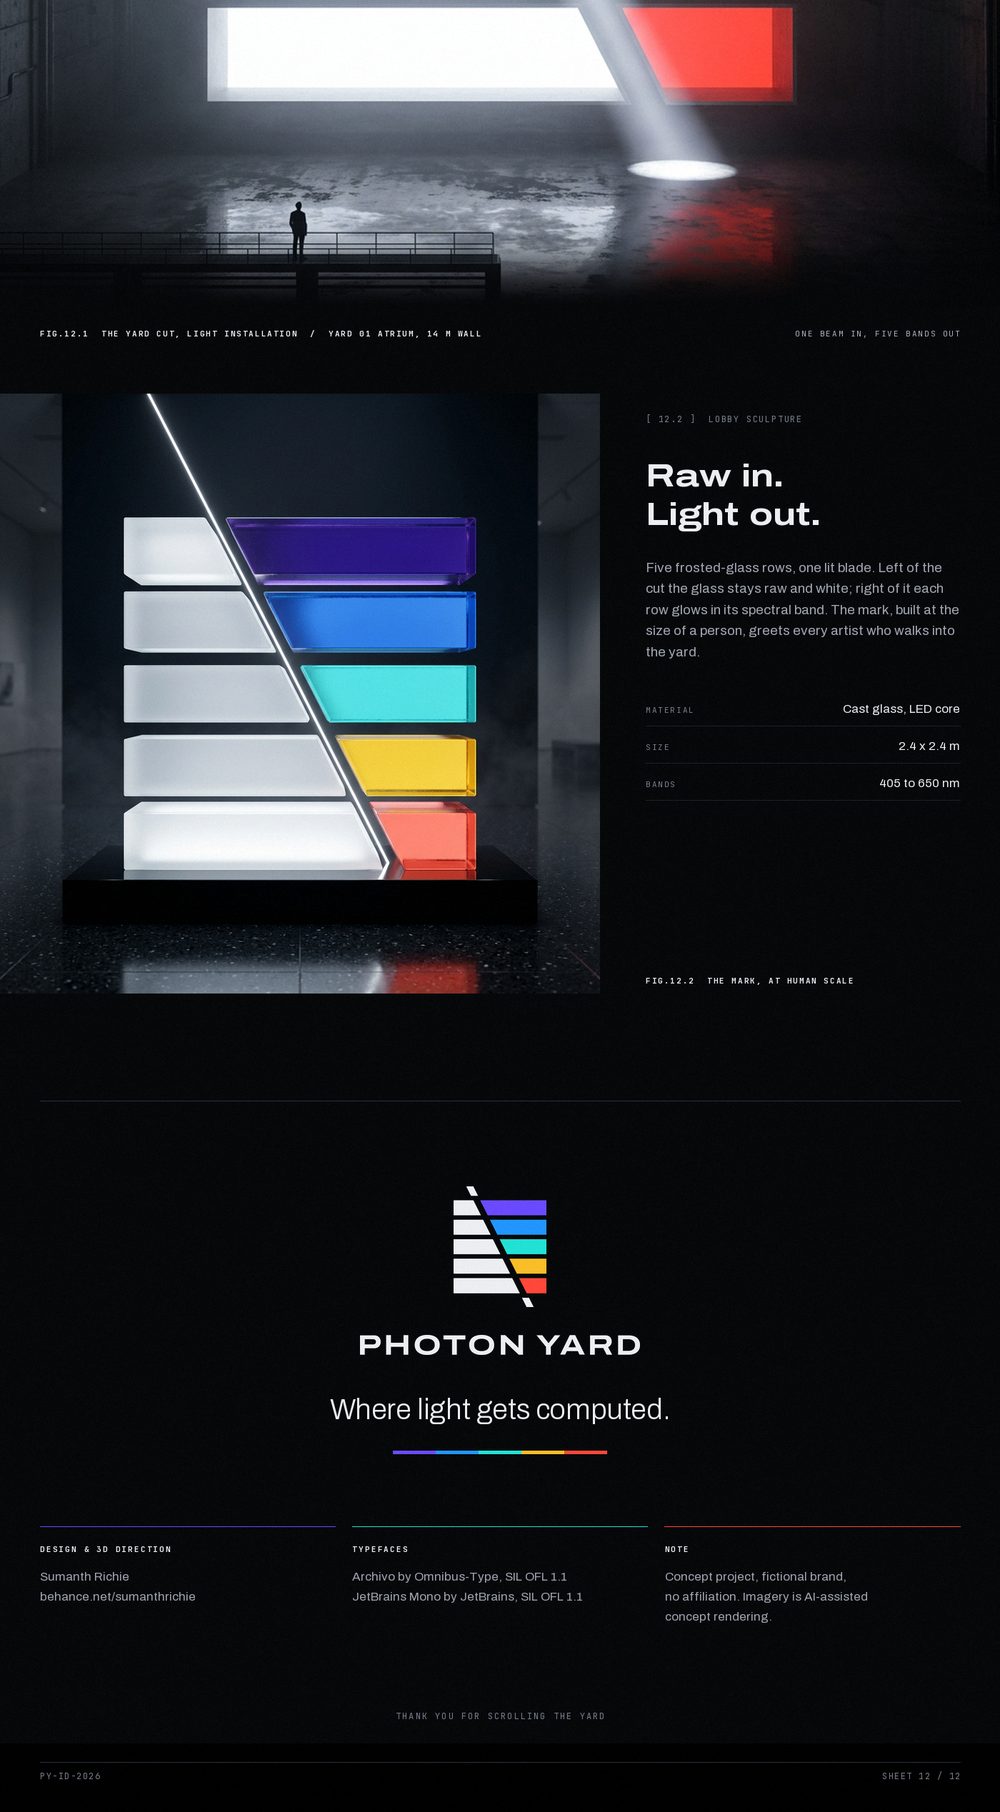 FIG.12.1 THE YARD CUT, LIGHT INSTALLATION / YARD 01 ATRIUM, 14 M WALL
ONE BEAM IN, FIVE BANDS OUT
[ 12.2 ] LOBBY SCULPTURE
Raw in.
Light out.
Five frosted-glass rows, one lit blade. Left of the
cut the glass stays raw and white; right of it each
row glows in its spectral band. The mark, built at the
size of a person, greets every artist who walks into
the yard.
MATERIAL Cast glass, LED core
SIZE 2.4 x 2.4 m
BANDS 405 to 650 nm
FIG.12.2 THE MARK, AT HUMAN SCALE
PHOTON YARD
Where light gets computed.
DESIGN & 3D DIRECTION
Sumanth Richie
behance.net/sumanthrichie
TYPEFACES
Archivo by Omnibus-Type, SIL OFL 1.1
JetBrains Mono by JetBrains, SIL OFL 1.1
NOTE
Concept project, fictional brand,
no affiliation. Imagery is AI-assisted
concept rendering.
THANK YOU FOR SCROLLING THE YARD
PY-ID-2026
SHEET 12 / 12